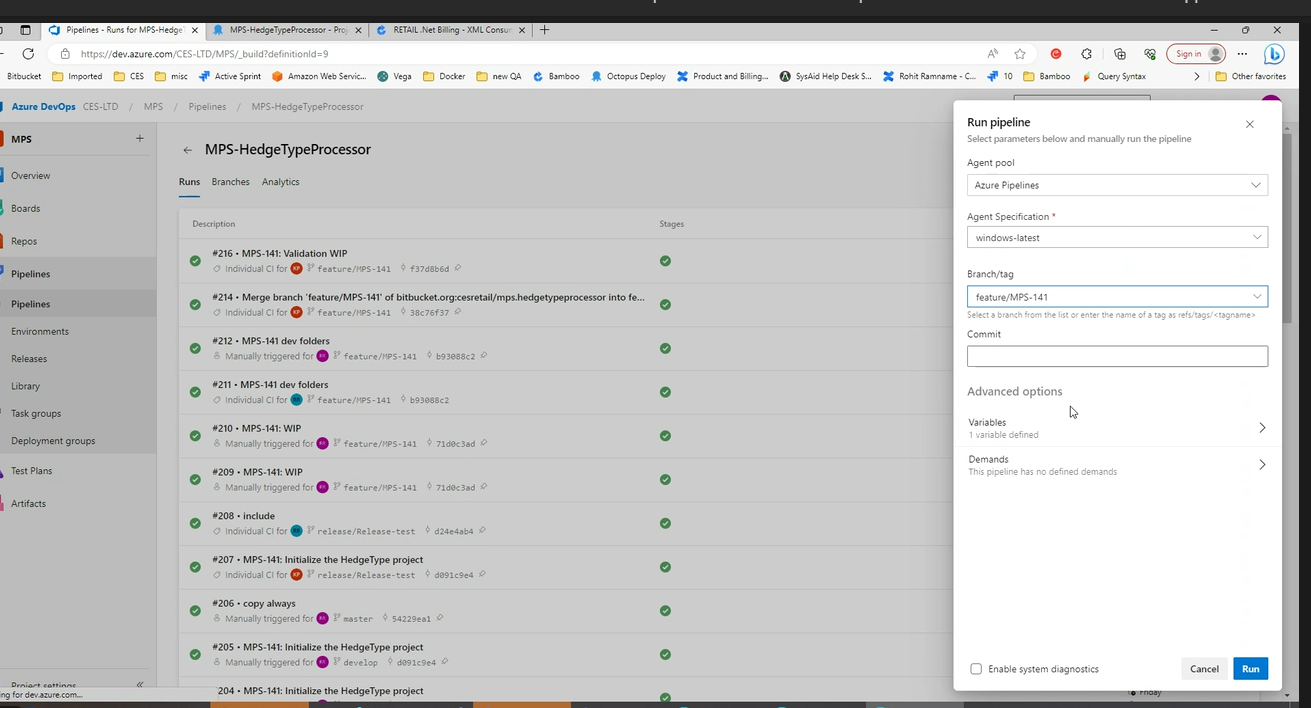 Pipelines - Runs for MPS-Hedge
MPS-HedgeTypeProcessor - Proj
RETAIL .Net Billing - XML Consu
https://dev.azure.com/CES-LTD/MPS/_build?definitionId=9
Sign in
Bitbucket Imported CES misc Active Sprint Amazon Web Servic... Vega Docker new QA Bamboo Octopus Deploy Product and Billing... SysAid Help Desk S... Rohit Ramname - C... 10 Bamboo Query Syntax Other favorites
Azure DevOps CES-LTD / MPS / Pipelines / MPS-HedgeTypeProcessor
MPS
Overview
Boards
Repos
Pipelines
Pipelines
Environments
Releases
Library
Task groups
Deployment groups
Test Plans
Artifacts
Project settings
ng for dev.azure.com...
MPS-HedgeTypeProcessor
Runs Branches Analytics
Description Stages
#216 • MPS-141: Validation WIP
Individual CI for KP feature/MPS-141 f37d8b6d
#214 • Merge branch 'feature/MPS-141' of bitbucket.org:cesretail/mps.hedgetypeprocessor into fe...
Individual CI for KP feature/MPS-141 38c76f37
#212 • MPS-141 dev folders
Manually triggered for feature/MPS-141 b93088c2
#211 • MPS-141 dev folders
Individual CI for feature/MPS-141 b93088c2
#210 • MPS-141: WIP
Manually triggered for feature/MPS-141 71d0c3ad
#209 • MPS-141: WIP
Manually triggered for feature/MPS-141 71d0c3ad
#208 • include
Individual CI for release/Release-test d24e4ab4
#207 • MPS-141: Initialize the HedgeType project
Individual CI for KP release/Release-test d091c9e4
#206 • copy always
Manually triggered for master 54229ea1
#205 • MPS-141: Initialize the HedgeType project
Manually triggered for develop d091c9e4
204 • MPS-141: Initialize the HedgeType project
Friday
Run pipeline
Select parameters below and manually run the pipeline
Agent pool
Azure Pipelines
Agent Specification *
windows-latest
Branch/tag
feature/MPS-141
Select a branch from the list or enter the name of a tag as refs/tags/<tagname>
Commit
Advanced options
Variables
1 variable defined
Demands
This pipeline has no defined demands
Enable system diagnostics
Cancel
Run